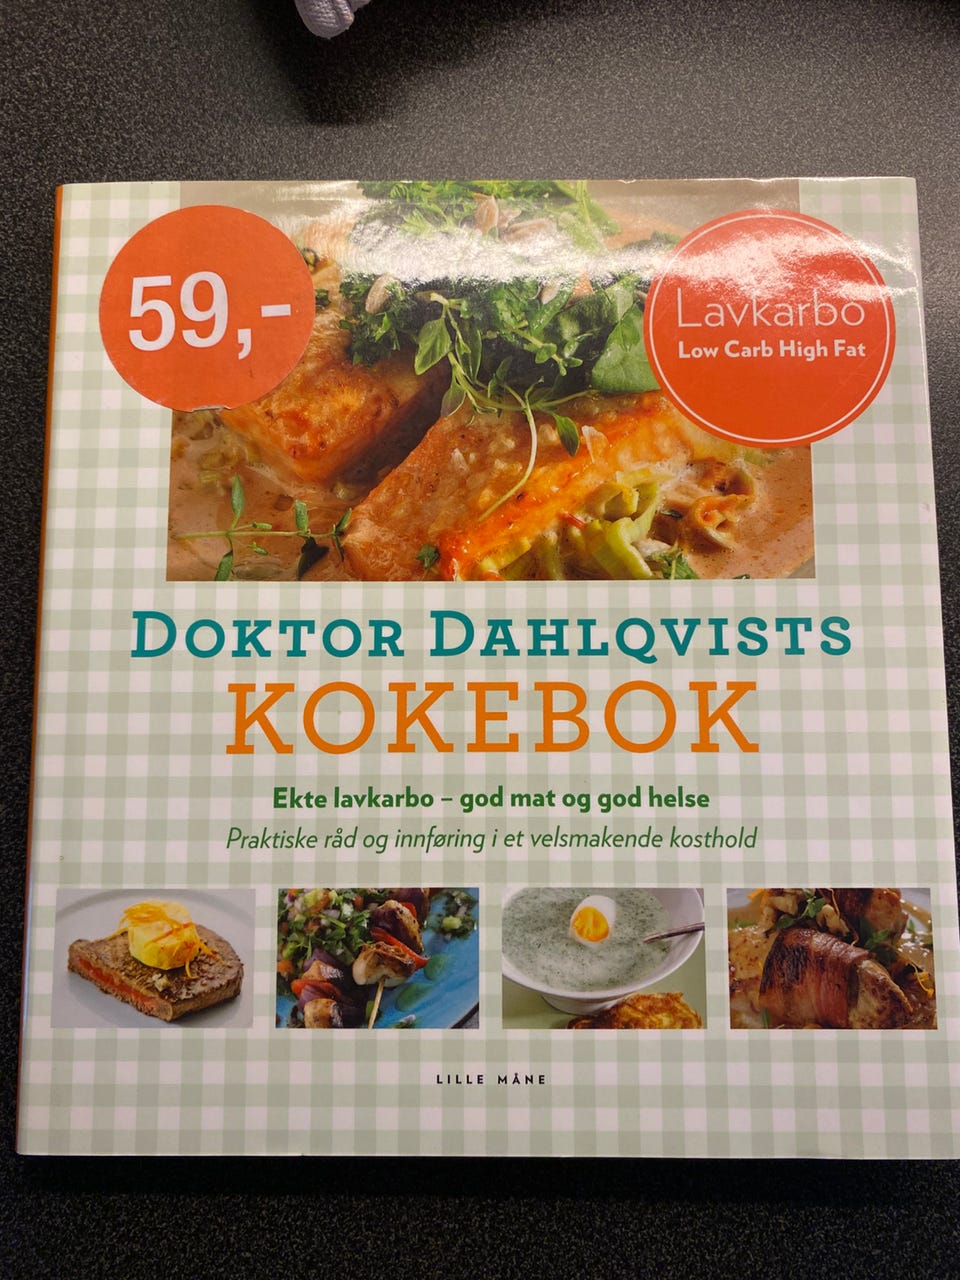 59,-
Lavkarbo
Low Carb High Fat
DOKTOR DAHLQVISTS
KOKEBOK
Ekte lavkarbo – god mat og god helse
Praktiske råd og innføring i et velsmakende kosthold
LILLE MÅNE